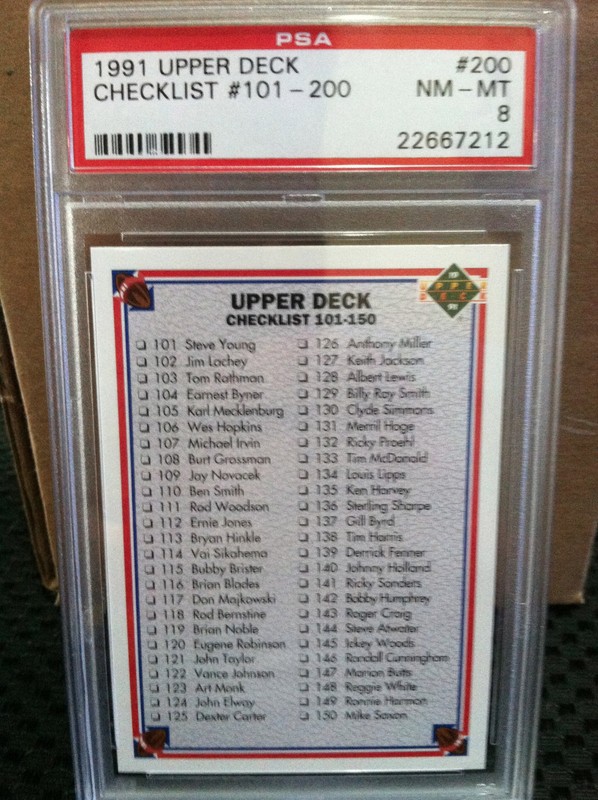 PSA
1991 UPPER DECK #200
CHECKLIST #101 - 200 NM - MT
8
22667212
UPPER DECK
UPPER DECK
CHECKLIST 101-150
101 Steve Young
102 Jim Lachey
103 Tom Rathman
104 Earnest Byner
105 Karl Mecklenburg
106 Wes Hopkins
107 Michael Irvin
108 Burt Grossman
109 Jay Novacek
110 Ben Smith
111 Rod Woodson
112 Ernie Jones
113 Bryan Hinkle
114 Vai Sikahema
115 Bubby Brister
116 Brian Blades
117 Don Majkowski
118 Rod Bernstine
119 Brian Noble
120 Eugene Robinson
121 John Taylor
122 Vance Johnson
123 Art Monk
124 John Elway
125 Dexter Carter
126 Anthony Miller
127 Keith Jackson
128 Albert Lewis
129 Billy Ray Smith
130 Clyde Simmons
131 Merril Hoge
132 Ricky Proehl
133 Tim McDonald
134 Louis Lipps
135 Ken Harvey
136 Sterling Sharpe
137 Gill Byrd
138 Tim Harris
139 Derrick Fenner
140 Johnny Holland
141 Ricky Sanders
142 Bobby Humphrey
143 Roger Craig
144 Steve Atwater
145 Ickey Woods
146 Randall Cunningham
147 Marion Butts
148 Reggie White
149 Ronnie Harmon
150 Mike Saxon